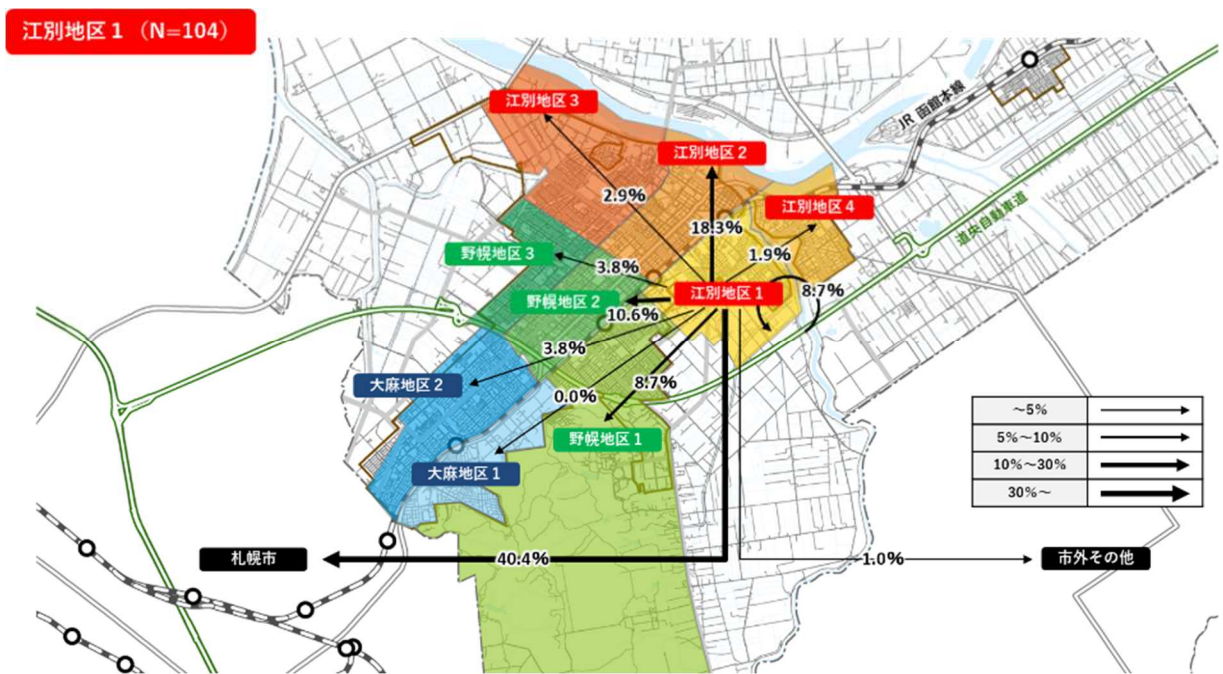 江別地区1（N=104）
江別地区3
JR 函館本線
江別地区2
2.9%
江別地区4
18.3%
道央自動車道
野幌地区3
3.8%
1.9%
江別地区1
8.7%
野幌地区2
10.6%
3.8%
大麻地区2
8.7%
0.0%
野幌地区1
大麻地区1
～5%
5%～10%
10%～30%
30%～
札幌市
40.4%
1.0%
市外その他